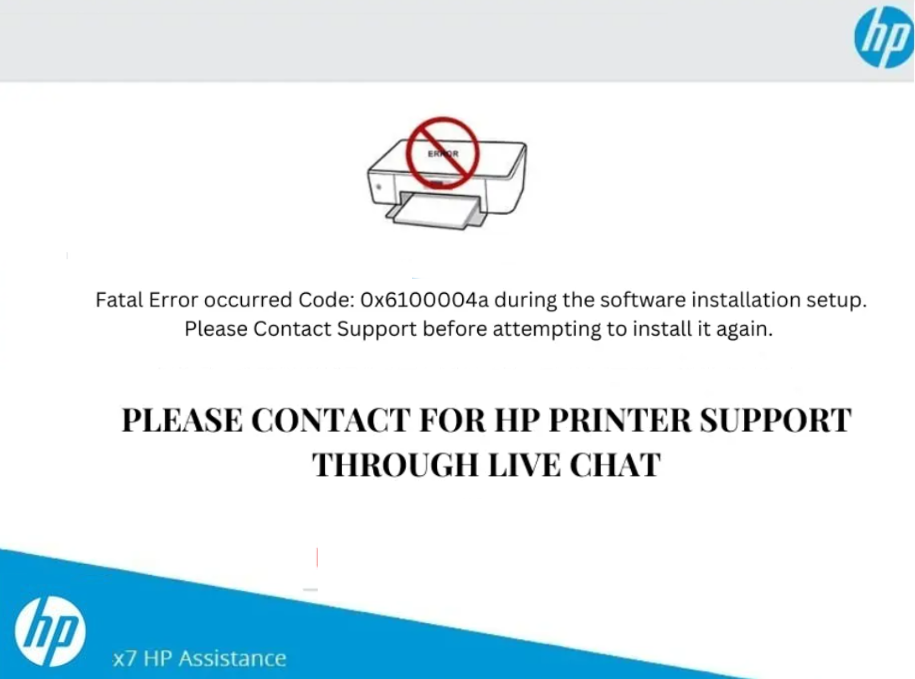 hp
ERROR
Fatal Error occurred Code: 0x6100004a during the software installation setup.
Please Contact Support before attempting to install it again.
PLEASE CONTACT FOR HP PRINTER SUPPORT
THROUGH LIVE CHAT
hp
x7 HP Assistance